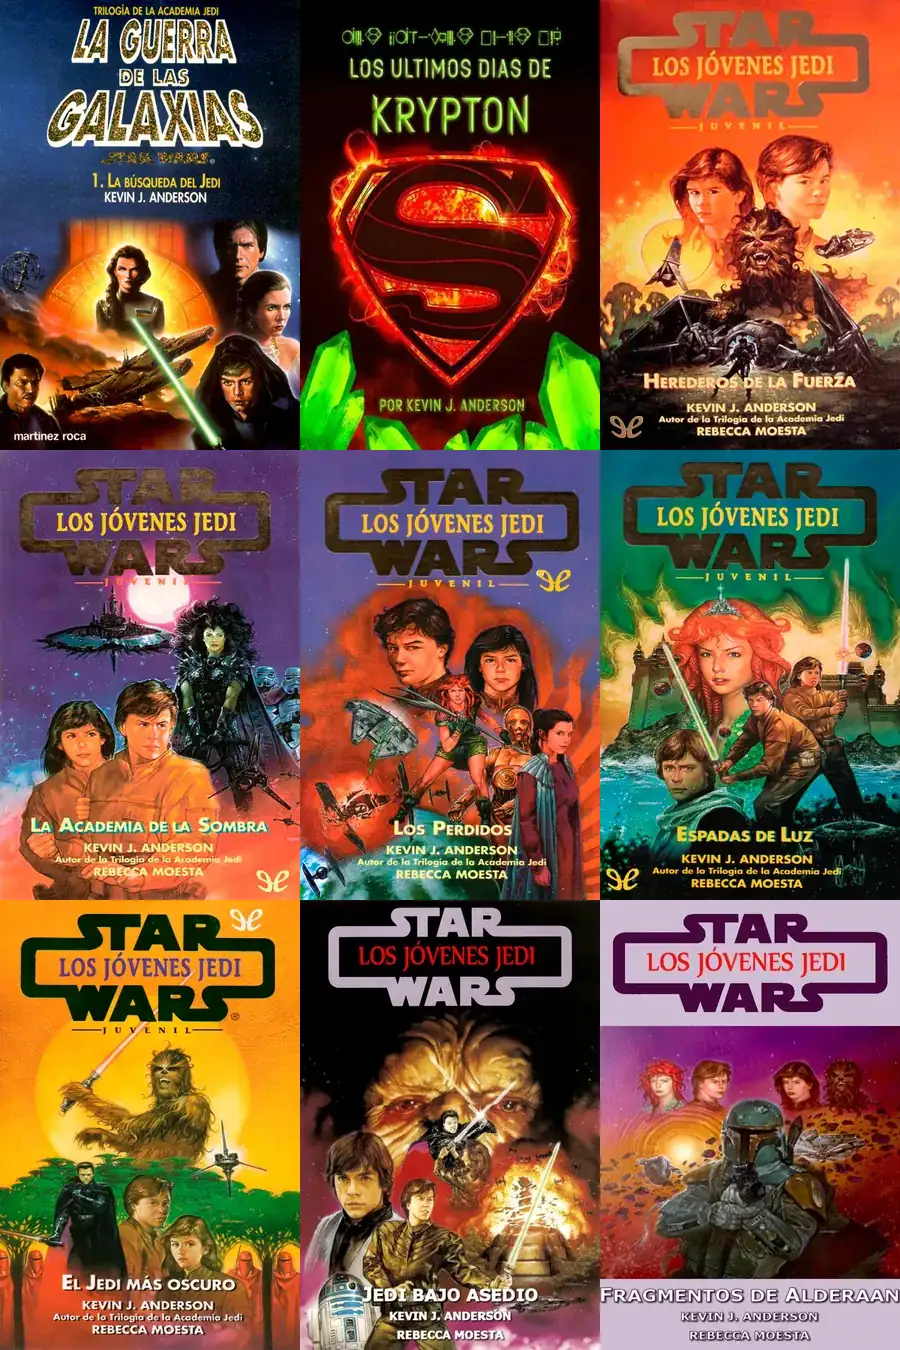 TRILOGÍA DE LA ACADEMIA JEDI
LA GUERRA
DE LAS
GALAXIAS
STAR WARS®
1. LA BÚSQUEDA DEL JEDI
KEVIN J. ANDERSON
martínez roca
LOS ULTIMOS DIAS DE
KRYPTON
POR KEVIN J. ANDERSON
STAR
LOS JÓVENES JEDI
WARS
JUVENIL
HEREDEROS DE LA FUERZA
KEVIN J. ANDERSON
Autor de la Trilogía de la Academia Jedi
REBECCA MOESTA
STAR
LOS JÓVENES JEDI
WARS
JUVENIL
LA ACADEMIA DE LA SOMBRA
KEVIN J. ANDERSON
Autor de la Trilogía de la Academia Jedi
REBECCA MOESTA
STAR
LOS JÓVENES JEDI
WARS
JUVENIL
LOS PERDIDOS
KEVIN J. ANDERSON
Autor de la Trilogía de la Academia Jedi
REBECCA MOESTA
STAR
LOS JÓVENES JEDI
WARS
JUVENIL
ESPADAS DE LUZ
KEVIN J. ANDERSON
Autor de la Trilogía de la Academia Jedi
REBECCA MOESTA
STAR
LOS JÓVENES JEDI
WARS®
JUVENIL
EL JEDI MÁS OSCURO
KEVIN J. ANDERSON
Autor de la Trilogía de la Academia Jedi
REBECCA MOESTA
STAR
LOS JÓVENES JEDI
WARS
JEDI BAJO ASEDIO
KEVIN J. ANDERSON
REBECCA MOESTA
STAR
LOS JÓVENES JEDI
WARS
FRAGMENTOS DE ALDERAAN
KEVIN J. ANDERSON
REBECCA MOESTA